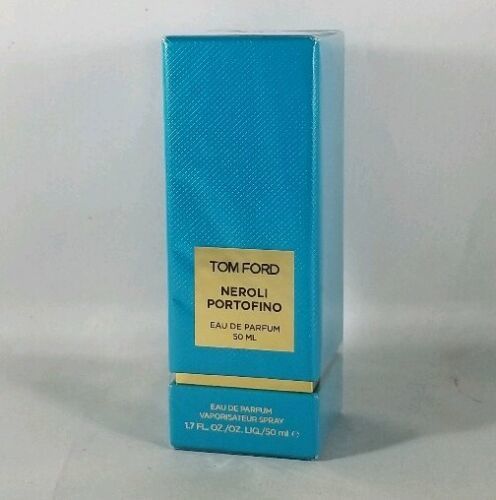 TOM FORD
NEROLI
PORTOFINO
EAU DE PARFUM
50 ML
EAU DE PARFUM
VAPORISATEUR SPRAY
1.7 FL. OZ./OZ. LIQ./50 ml ℮